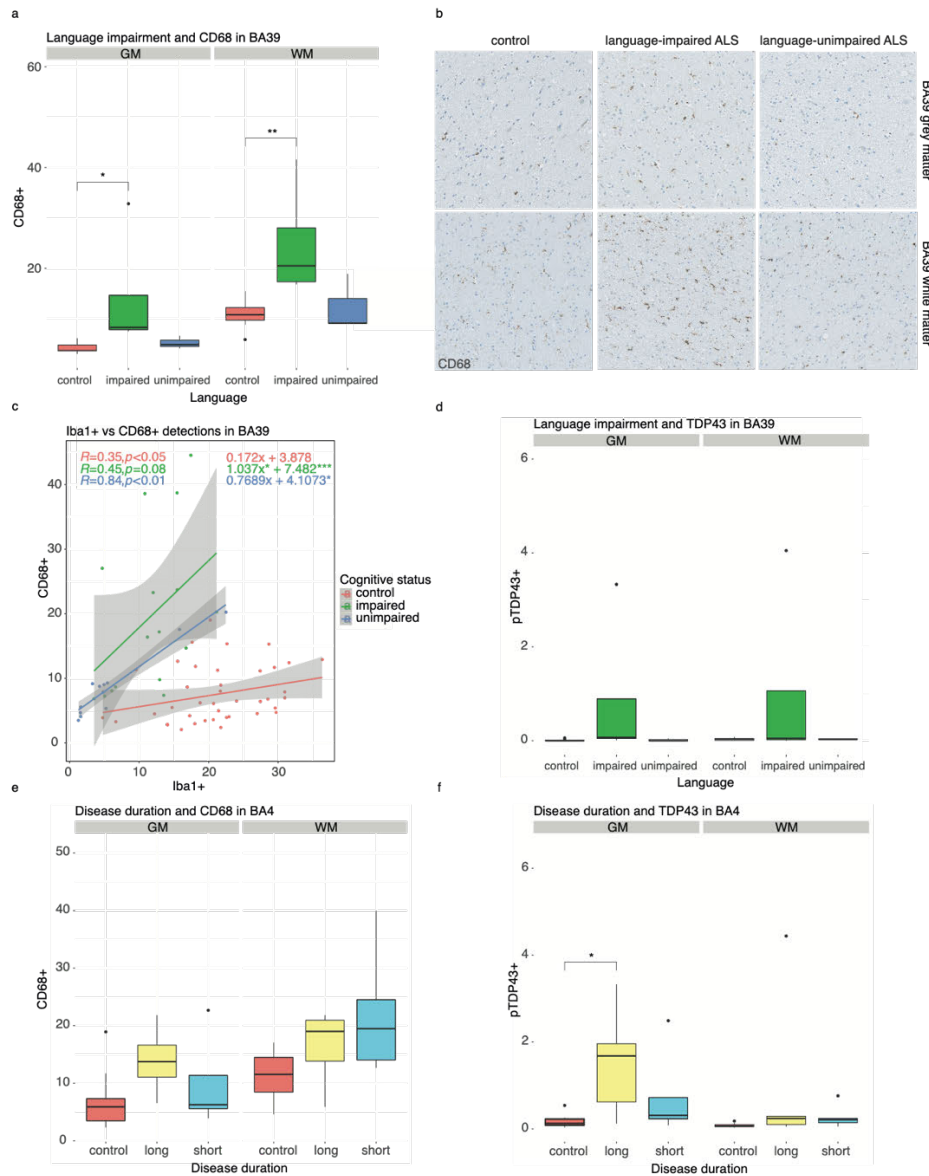 a
Language impairment and CD68 in BA39
GM WM
60
40
20
CD68+
control impaired unimpaired control impaired unimpaired
Language
* **
b
control language-impaired ALS language-unimpaired ALS
BA39 grey matter
BA39 white matter
CD68
c
Iba1+ vs CD68+ detections in BA39
R=0.35,p<0.05 0.172x + 3.878
R=0.45,p=0.08 1.037x* + 7.482***
R=0.84,p<0.01 0.7689x + 4.1073*
40
30
20
10
0
CD68+
0 10 20 30
Iba1+
Cognitive status
control
impaired
unimpaired
d
Language impairment and TDP43 in BA39
GM WM
6
4
2
0
pTDP43+
control impaired unimpaired control impaired unimpaired
Language
e
Disease duration and CD68 in BA4
GM WM
50
40
30
20
10
0
CD68+
control long short control long short
Disease duration
f
Disease duration and TDP43 in BA4
GM WM
6
4
2
0
pTDP43+
*
control long short control long short
Disease duration